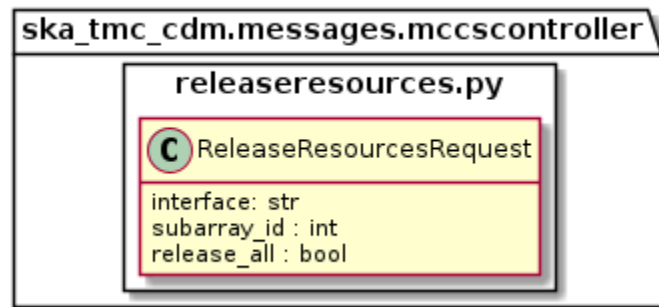 ska_tmc_cdm.messages.mccscontroller
releaseresources.py
C ReleaseResourcesRequest
interface: str
subarray_id : int
release_all : bool